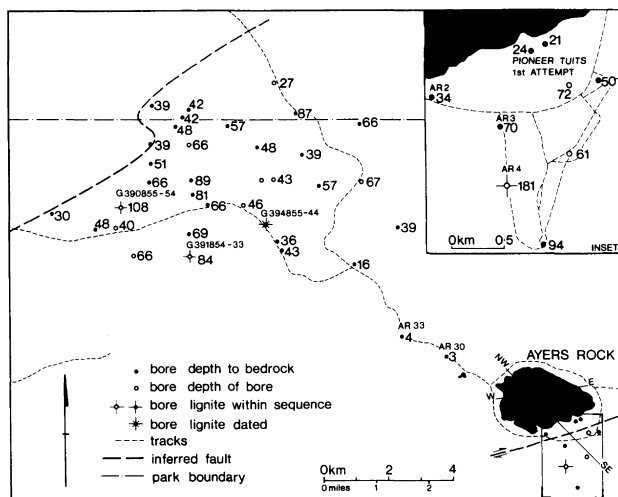 27
39
42
42
48
87
66
57
39
66
48
39
51
66
89
43
57
67
81
G390855-54
108
30
66
46
G394855-44
48
40
69
36
39
G391854-33
43
66
84
16
AR 33
4
AR 30
3
AYERS ROCK
NW
W
E
SE
24
21
PIONEER TUITS
1st ATTEMPT
50
72
AR2
34
AR3
70
61
AR 4
181
94
0km 0·5
INSET
bore depth to bedrock
bore depth of bore
bore lignite within sequence
bore lignite dated
tracks
inferred fault
park boundary
0km 2 4
0 miles 1 2